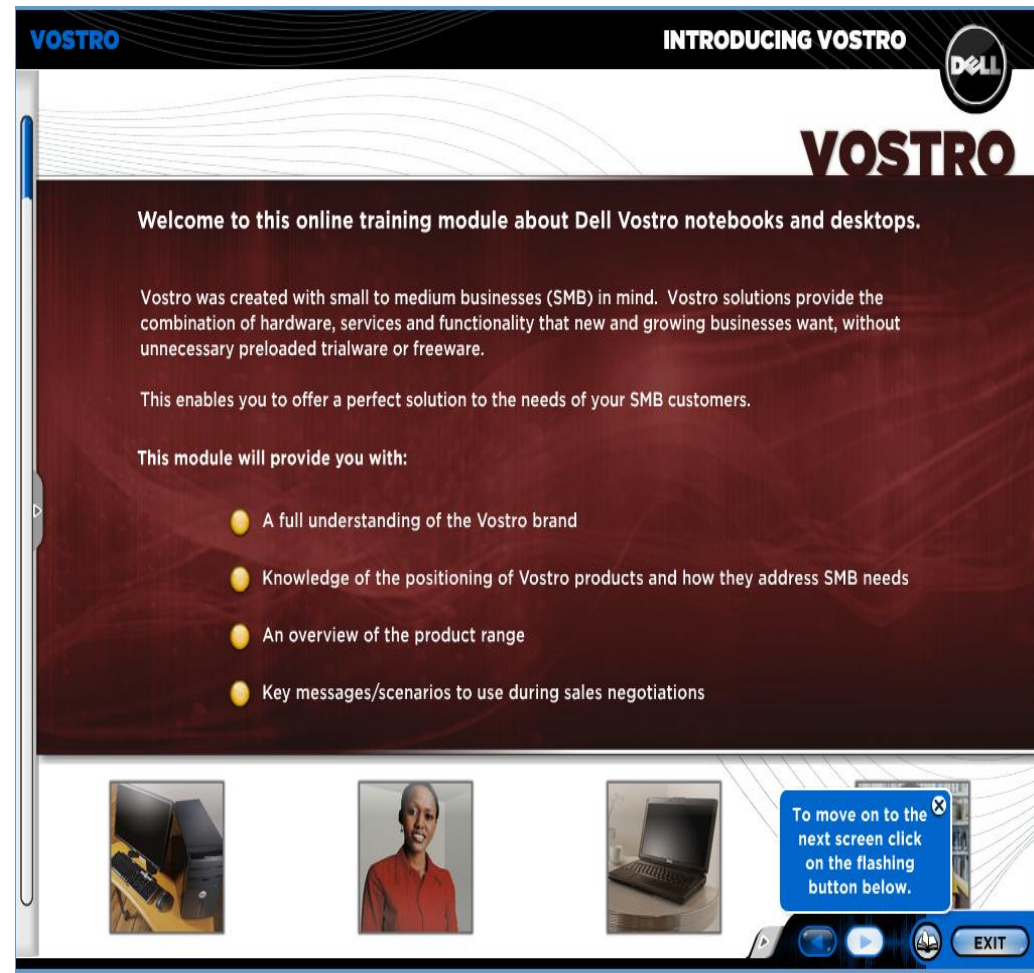 VOSTRO
INTRODUCING VOSTRO
DELL
VOSTRO
Welcome to this online training module about Dell Vostro notebooks and desktops.
Vostro was created with small to medium businesses (SMB) in mind.  Vostro solutions provide the
combination of hardware, services and functionality that new and growing businesses want, without
unnecessary preloaded trialware or freeware.
This enables you to offer a perfect solution to the needs of your SMB customers.
This module will provide you with:
A full understanding of the Vostro brand
Knowledge of the positioning of Vostro products and how they address SMB needs
An overview of the product range
Key messages/scenarios to use during sales negotiations
To move on to the
next screen click
on the flashing
button below.
EXIT